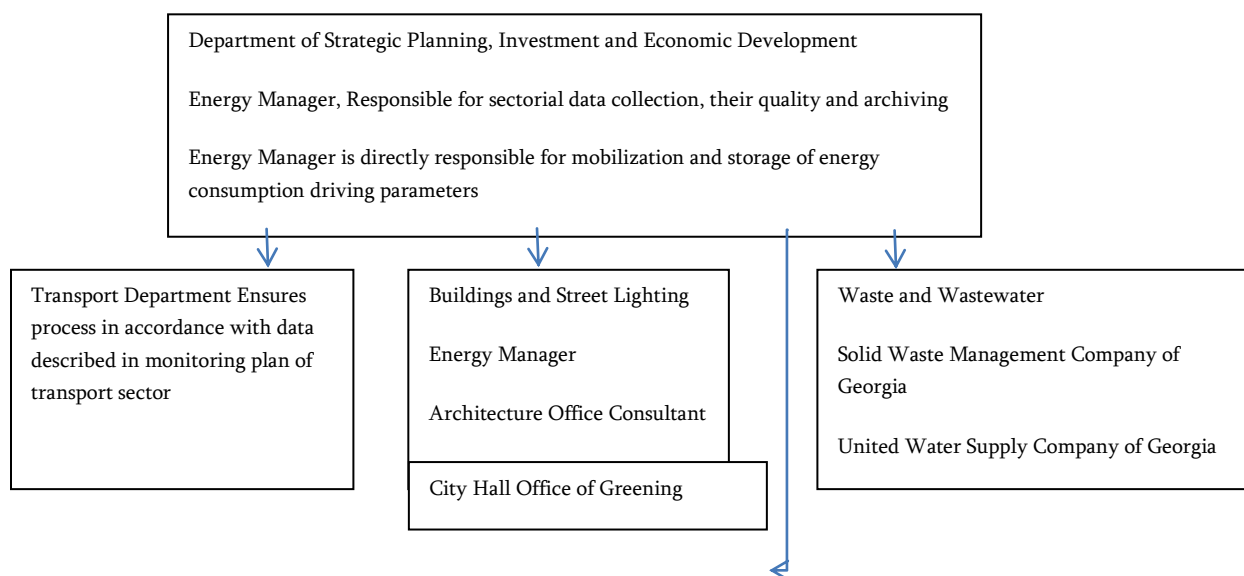 Department of Strategic Planning, Investment and Economic Development
Energy Manager, Responsible for sectorial data collection, their quality and archiving
Energy Manager is directly responsible for mobilization and storage of energy
consumption driving parameters
Transport Department Ensures
process in accordance with data
described in monitoring plan of
transport sector
Buildings and Street Lighting
Energy Manager
Architecture Office Consultant
City Hall Office of Greening
Waste and Wastewater
Solid Waste Management Company of
Georgia
United Water Supply Company of Georgia